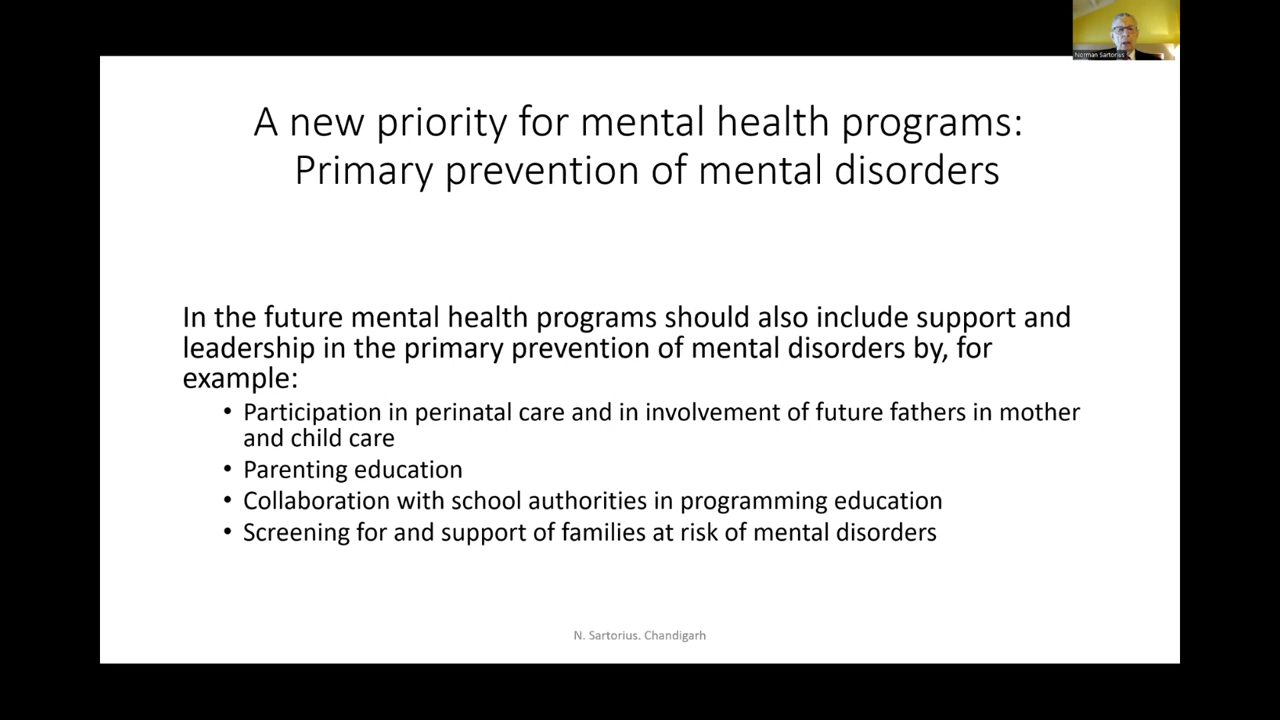 Norman Sartorius
A new priority for mental health programs:
Primary prevention of mental disorders
In the future mental health programs should also include support and
leadership in the primary prevention of mental disorders by, for
example:
• Participation in perinatal care and in involvement of future fathers in mother
and child care
• Parenting education
• Collaboration with school authorities in programming education
• Screening for and support of families at risk of mental disorders
N. Sartorius. Chandigarh